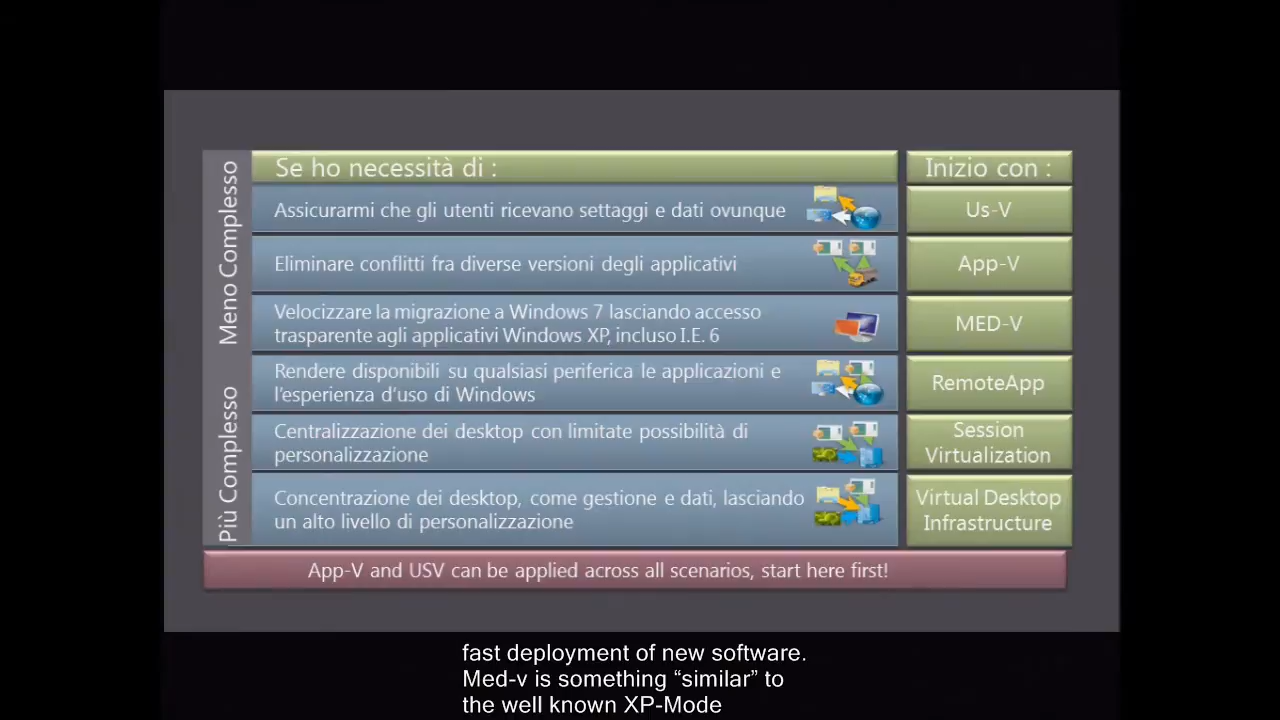 Se ho necessità di :
Inizio con :
Meno Complesso
Assicurarmi che gli utenti ricevano settaggi e dati ovunque
Us-V
Eliminare conflitti fra diverse versioni degli applicativi
App-V
Velocizzare la migrazione a Windows 7 lasciando accesso
trasparente agli applicativi Windows XP, incluso I.E. 6
MED-V
Più Complesso
Rendere disponibili su qualsiasi periferica le applicazioni e
l'esperienza d'uso di Windows
RemoteApp
Centralizzazione dei desktop con limitate possibilità di
personalizzazione
Session
Virtualization
Concentrazione dei desktop, come gestione e dati, lasciando
un alto livello di personalizzazione
Virtual Desktop
Infrastructure
App-V and USV can be applied across all scenarios, start here first!
fast deployment of new software.
Med-v is something “similar” to
the well known XP-Mode